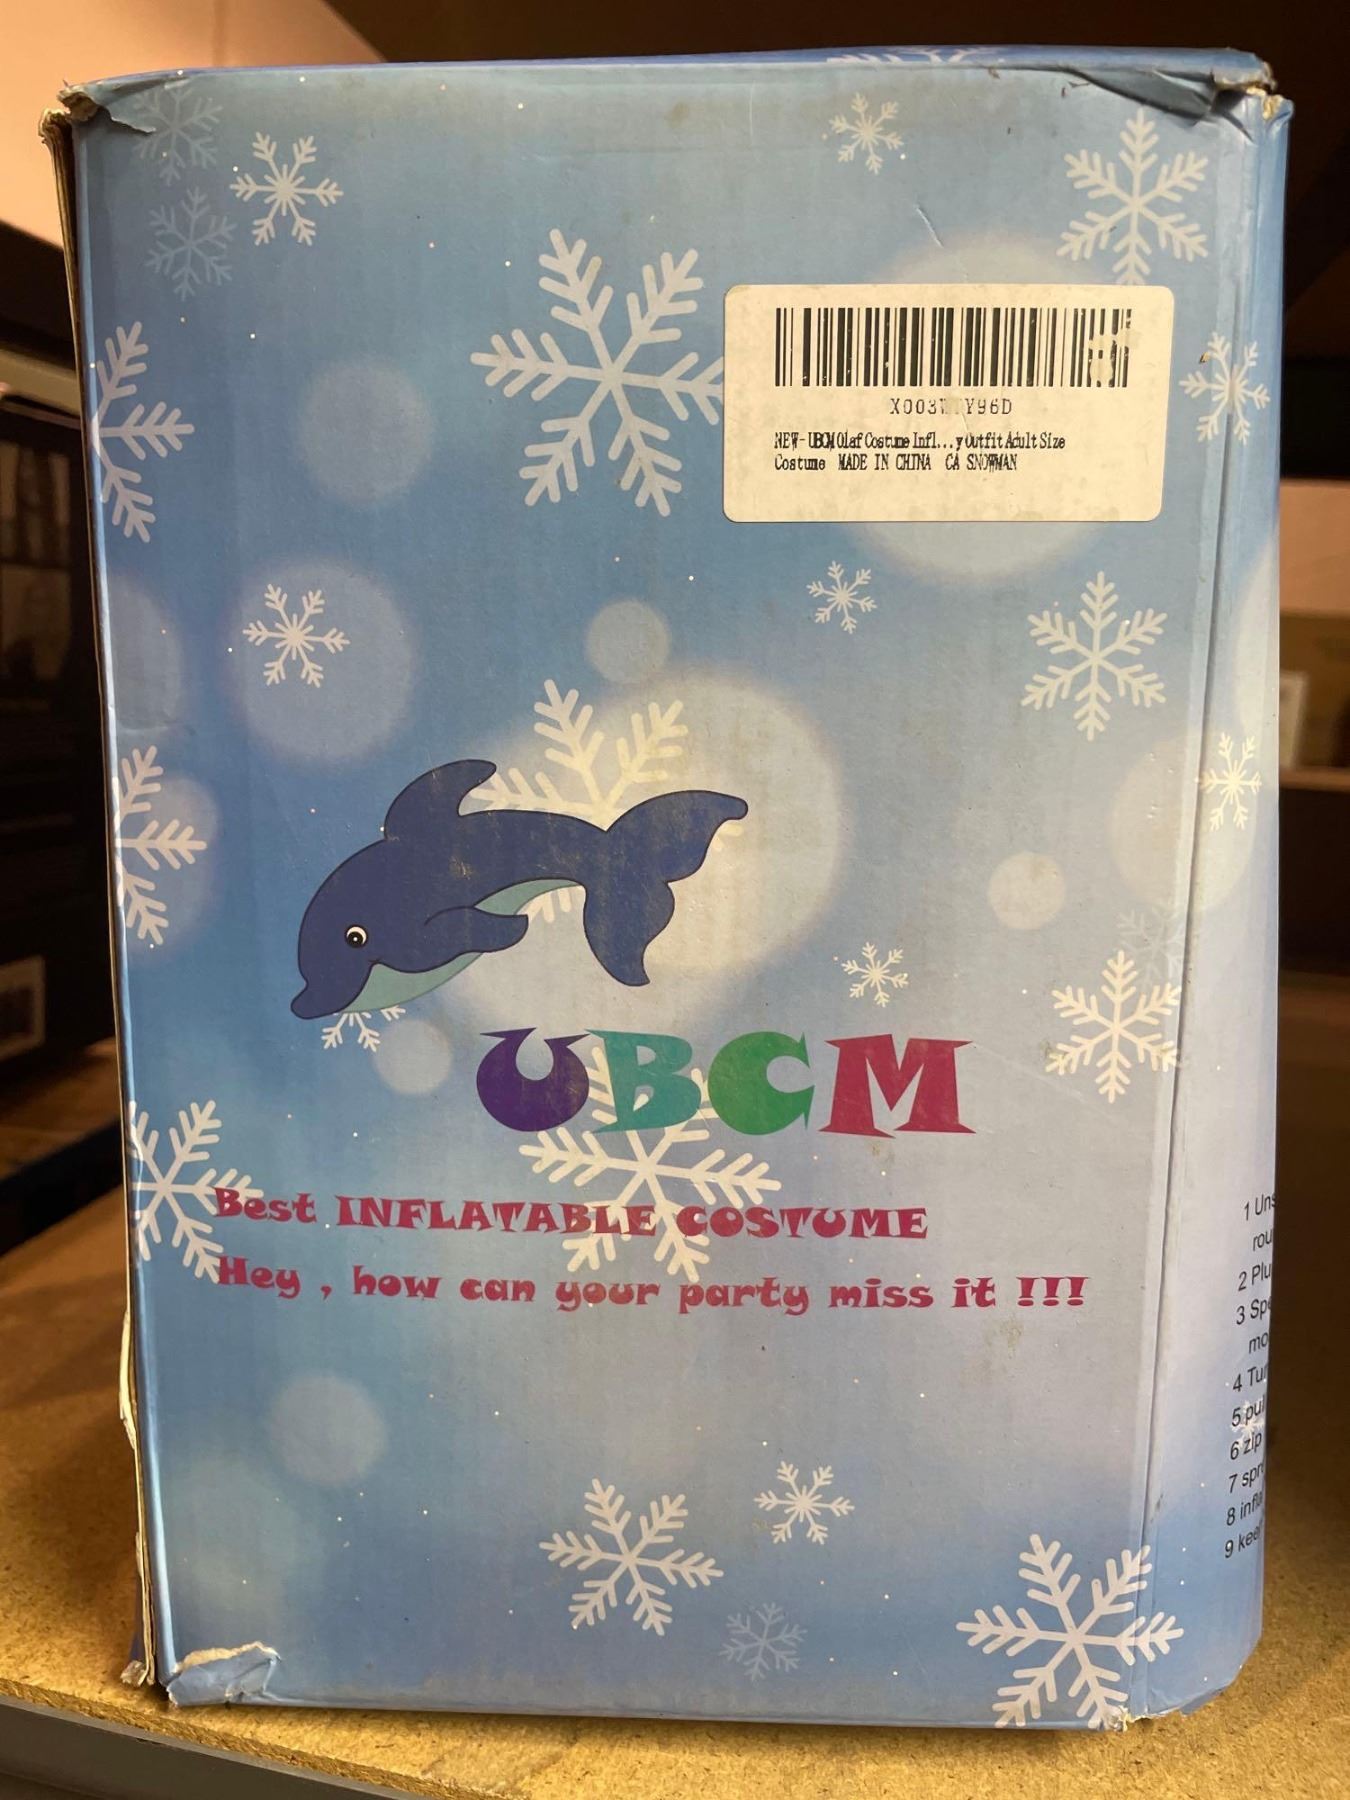 NEW- UBCM Olaf Costume Infl...y Outfit Adult Size
Costume MADE IN CHINA CA SNOWMAN
UBCM
Best INFLATABLE COSTUME
Hey , how can your party miss it !!!
1
2
3
4
5
6 zip
7
8
9